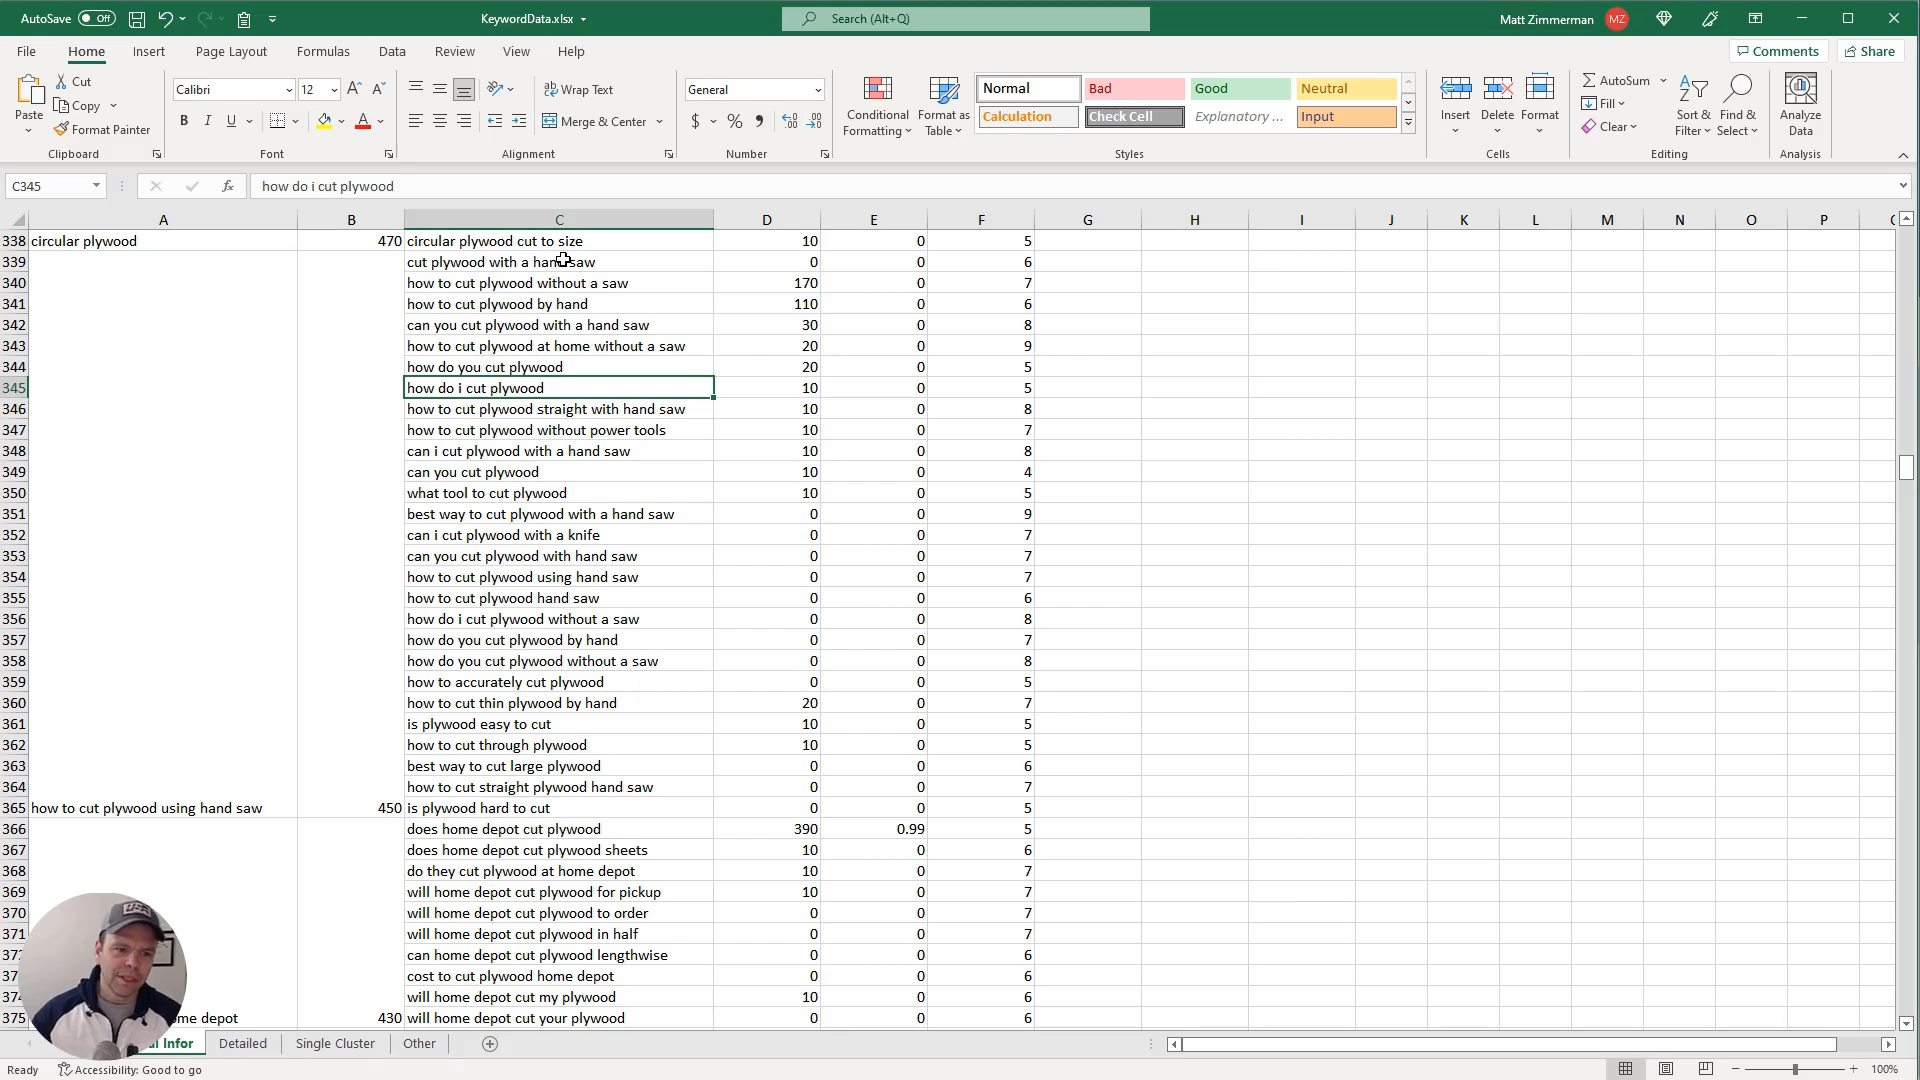 AutoSave Off KeywordData.xlsx Search (Alt+Q) Matt Zimmerman MZ
File Home Insert Page Layout Formulas Data Review View Help Comments Share
Paste Cut Copy Format Painter Clipboard
Calibri 12 B I U A Font
Wrap Text Merge & Center Alignment
General $ % Number
Conditional Formatting Format as Table Normal Bad Good Neutral Calculation Check Cell Explanatory ... Input Styles
Insert Delete Format Cells
AutoSum Fill Clear Sort & Filter Find & Select Editing
Analyze Data Analysis
C345 fx how do i cut plywood
A B C D E F G H I J K L M N O P
338 circular plywood 470 circular plywood cut to size 10 0 5
339 cut plywood with a hand saw 0 0 6
340 how to cut plywood without a saw 170 0 7
341 how to cut plywood by hand 110 0 6
342 can you cut plywood with a hand saw 30 0 8
343 how to cut plywood at home without a saw 20 0 9
344 how do you cut plywood 20 0 5
345 how do i cut plywood 10 0 5
346 how to cut plywood straight with hand saw 10 0 8
347 how to cut plywood without power tools 10 0 7
348 can i cut plywood with a hand saw 10 0 8
349 can you cut plywood 10 0 4
350 what tool to cut plywood 10 0 5
351 best way to cut plywood with a hand saw 0 0 9
352 can i cut plywood with a knife 0 0 7
353 can you cut plywood with hand saw 0 0 7
354 how to cut plywood using hand saw 0 0 7
355 how to cut plywood hand saw 0 0 6
356 how do i cut plywood without a saw 0 0 8
357 how do you cut plywood by hand 0 0 7
358 how do you cut plywood without a saw 0 0 8
359 how to accurately cut plywood 0 0 5
360 how to cut thin plywood by hand 20 0 7
361 is plywood easy to cut 10 0 5
362 how to cut through plywood 10 0 5
363 best way to cut large plywood 0 0 6
364 how to cut straight plywood hand saw 0 0 7
365 how to cut plywood using hand saw 450 is plywood hard to cut 0 0 5
366 does home depot cut plywood 390 0.99 5
367 does home depot cut plywood sheets 10 0 6
368 do they cut plywood at home depot 10 0 7
369 will home depot cut plywood for pickup 10 0 7
370 will home depot cut plywood to order 0 0 7
371 will home depot cut plywood in half 0 0 7
372 can home depot cut plywood lengthwise 0 0 6
cost to cut plywood home depot 0 0 6
374 will home depot cut my plywood 10 0 6
375 depot 430 will home depot cut your plywood 0 0 6
Infor Detailed Single Cluster Other
Ready Accessibility: Good to go 100%